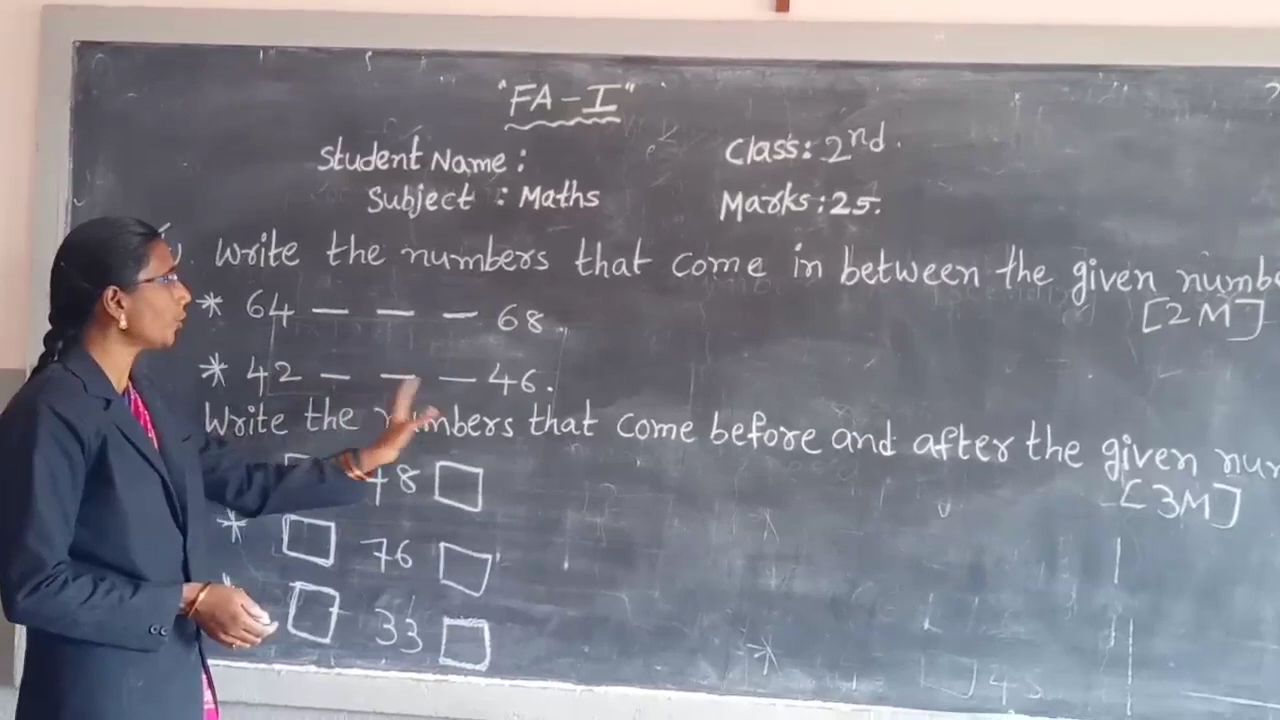 "FA-I"
Student Name :
Class: 2nd.
Subject : Maths
Marks: 25.
Write the numbers that come in between the given numbe
* 64 — — — 68.
[2M]
* 42 — — — 46.
Write the numbers that come before and after the given nur
□ 48 □
[3M]
* □ 76 □
* □ 33 □